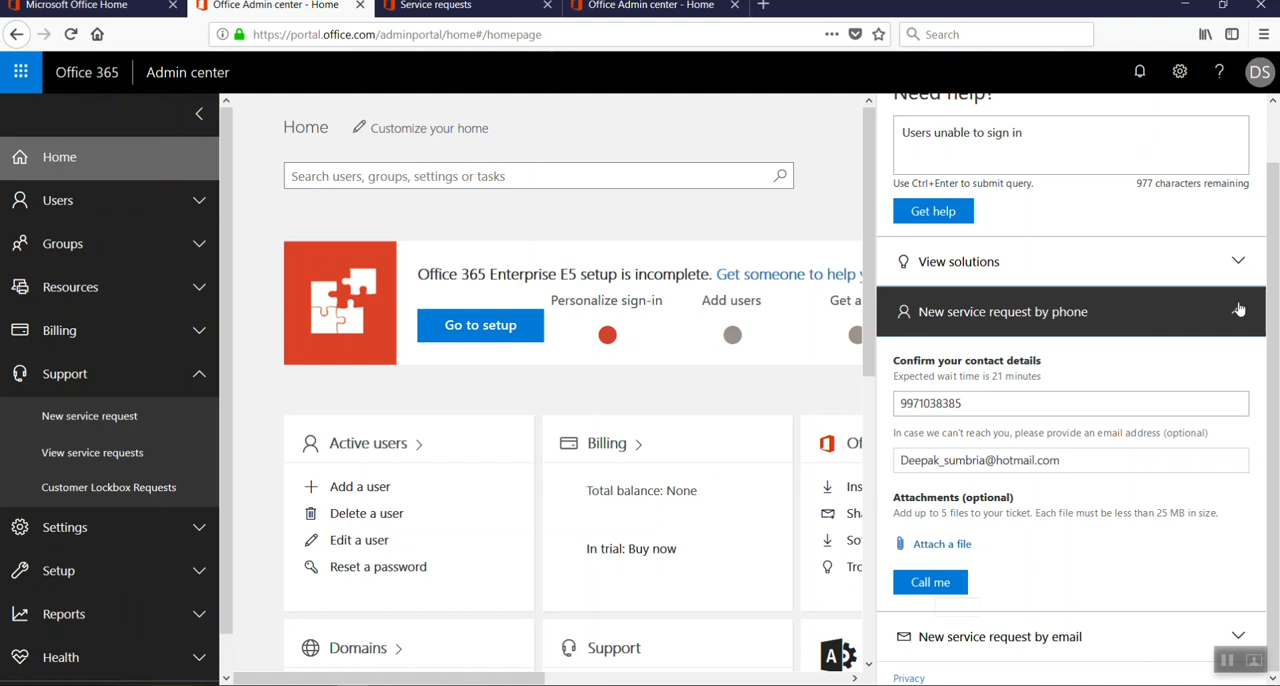 Microsoft Office Home
Office Admin center - Home
Service requests
Office Admin center - Home
https://portal.office.com/adminportal/home#/homepage
Search
Office 365
Admin center
DS
Home
Users
Groups
Resources
Billing
Support
New service request
View service requests
Customer Lockbox Requests
Settings
Setup
Reports
Health
Home
Customize your home
Search users, groups, settings or tasks
Office 365 Enterprise E5 setup is incomplete. Get someone to help y
Go to setup
Personalize sign-in
Add users
Get a
Active users
Add a user
Delete a user
Edit a user
Reset a password
Billing
Total balance: None
In trial: Buy now
Of
Ins
Sha
So
Tro
Domains
Support
A
Need help?
Users unable to sign in
Use Ctrl+Enter to submit query.
977 characters remaining
Get help
View solutions
New service request by phone
Confirm your contact details
Expected wait time is 21 minutes
9971038385
In case we can't reach you, please provide an email address (optional)
Deepak_sumbria@hotmail.com
Attachments (optional)
Add up to 5 files to your ticket. Each file must be less than 25 MB in size.
Attach a file
Call me
New service request by email
Privacy